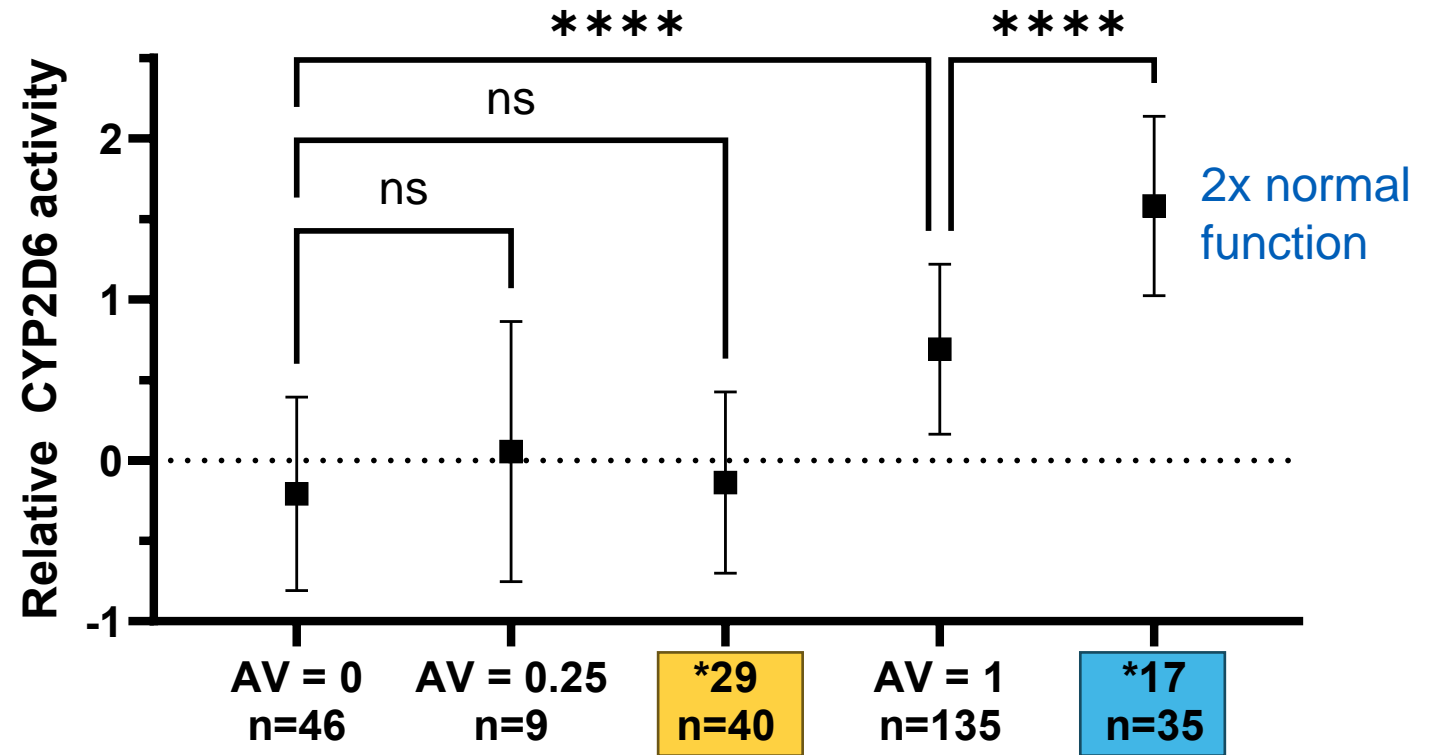 ****
****
ns
ns
Relative CYP2D6 activity
2
1
0
-1
2x normal
function
AV = 0
n=46
AV = 0.25
n=9
*29
n=40
AV = 1
n=135
*17
n=35